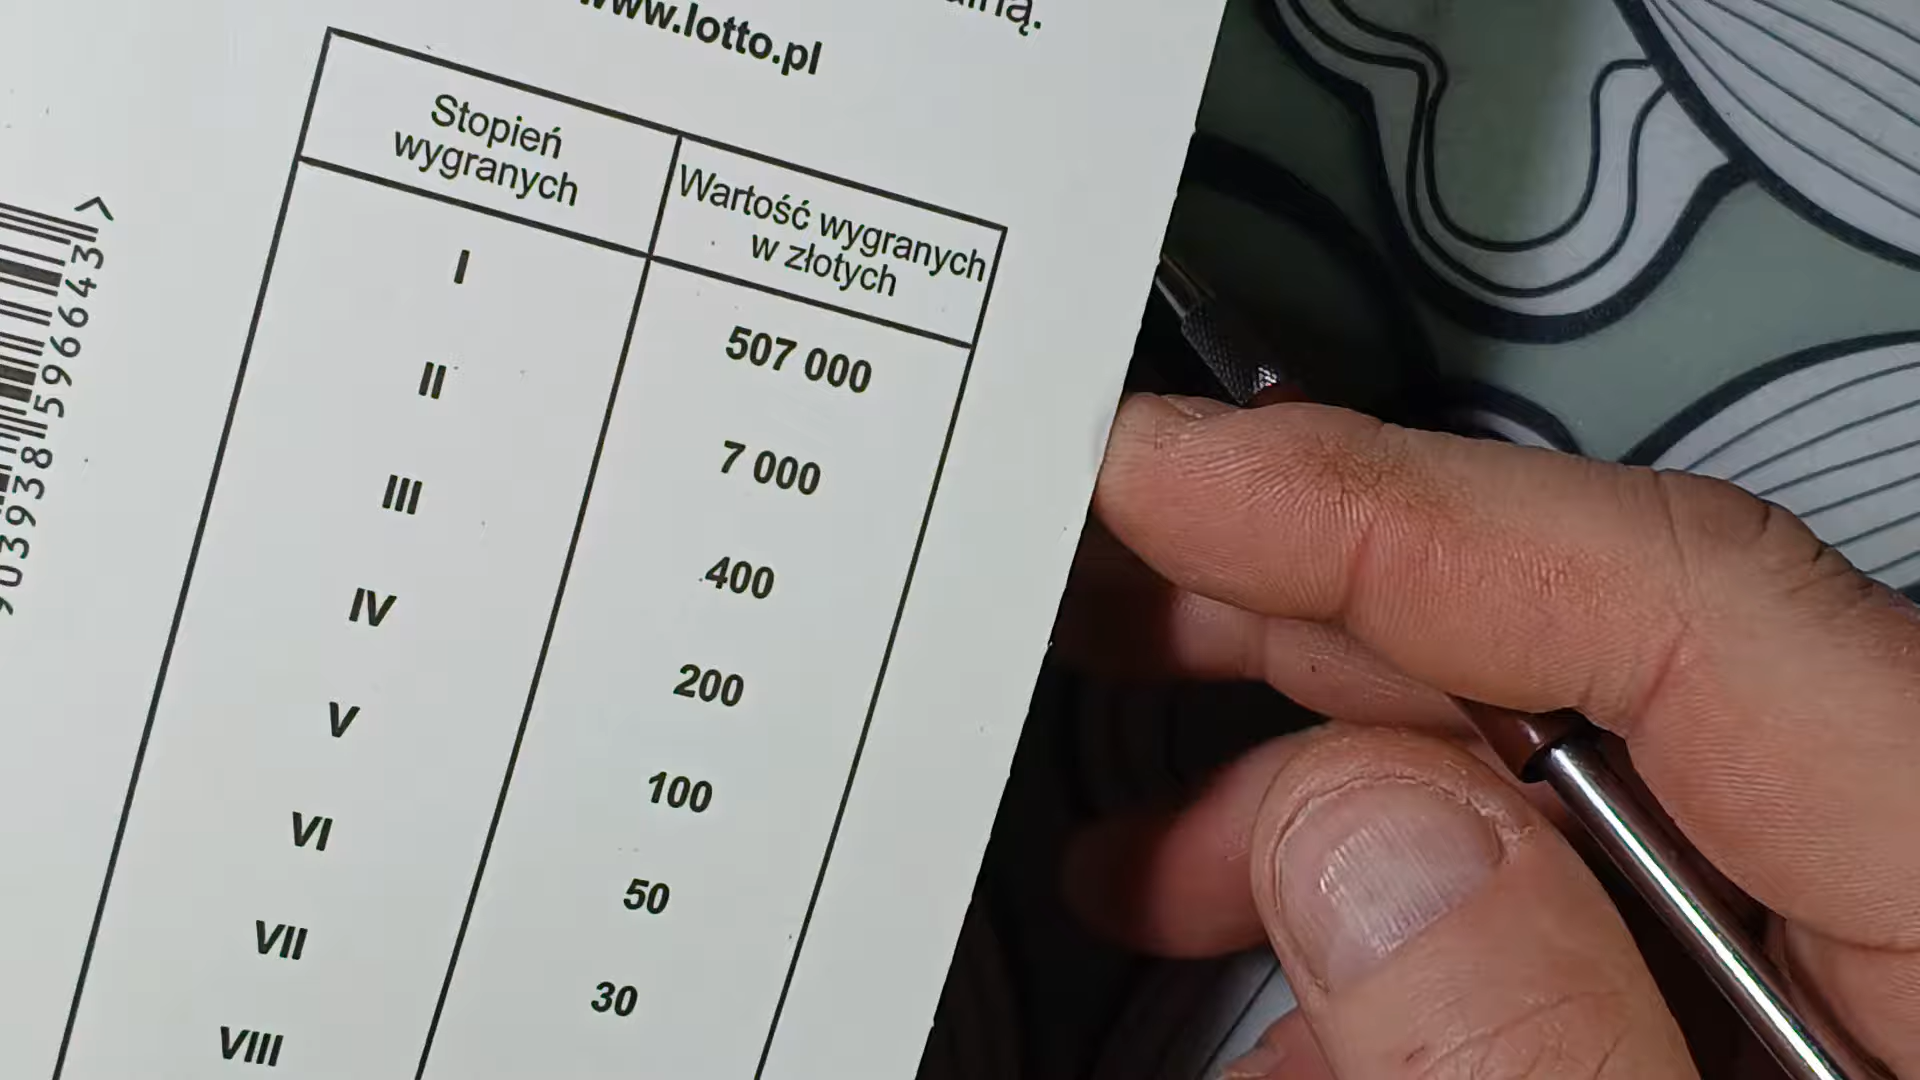 www.lotto.pl
Stopień
wygranych
Wartość wygranych
w złotych
I 507 000
II 7 000
III 400
IV 200
V 100
VI 50
VII 30
VIII